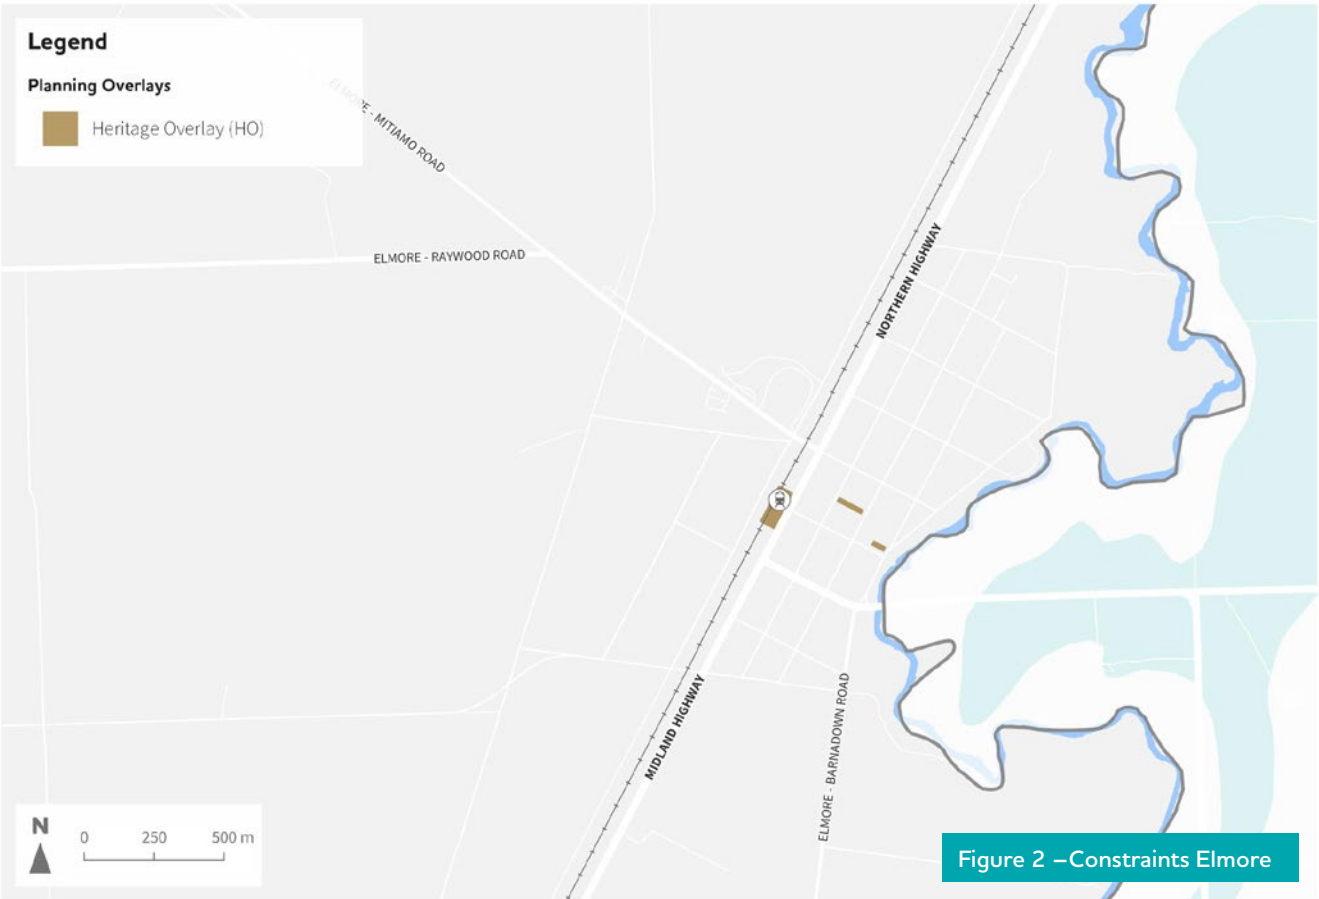 Legend
Planning Overlays
Heritage Overlay (HO)
ELMORE - MITIAMO ROAD
ELMORE - RAYWOOD ROAD
NORTHERN HIGHWAY
MIDLAND HIGHWAY
ELMORE - BARNADOWN ROAD
N
0 250 500 m
Figure 2 –Constraints Elmore